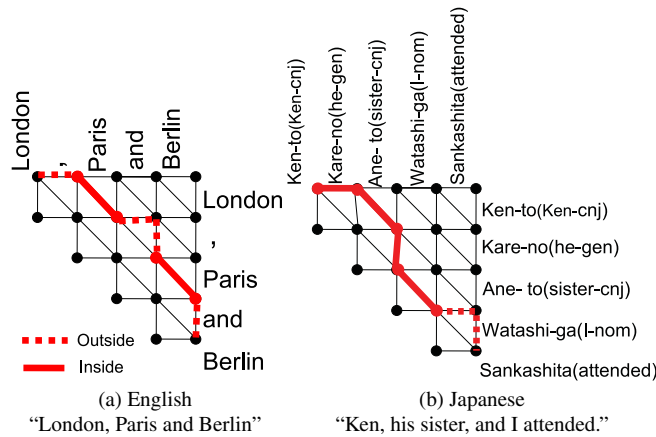 London
,
Paris
and
Berlin
London
,
Paris
and
Berlin
Outside
Inside
(a) English
“London, Paris and Berlin”
Ken-to(Ken-cnj)
Kare-no(he-gen)
Ane- to(sister-cnj)
Watashi-ga(I-nom)
Sankashita(attended)
Ken-to(Ken-cnj)
Kare-no(he-gen)
Ane- to(sister-cnj)
Watashi-ga(I-nom)
Sankashita(attended)
(b) Japanese
“Ken, his sister, and I attended.”